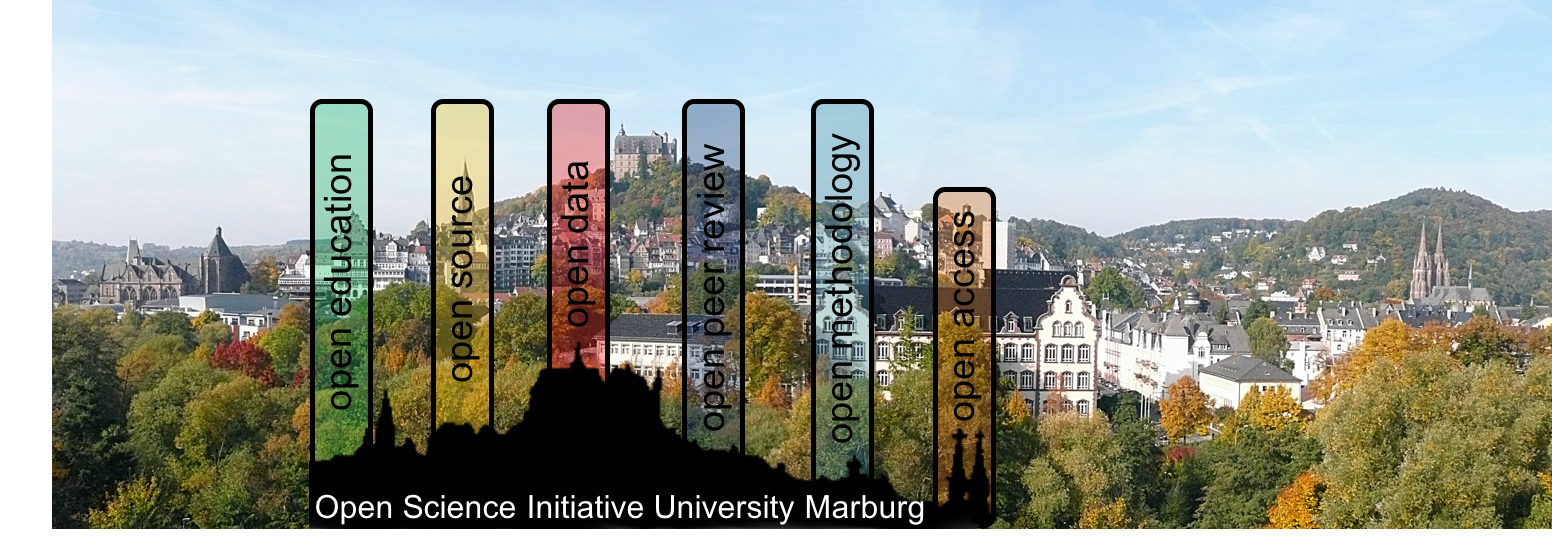 open education
open source
open data
open peer review
open methodology
open access
Open Science Initiative University Marburg